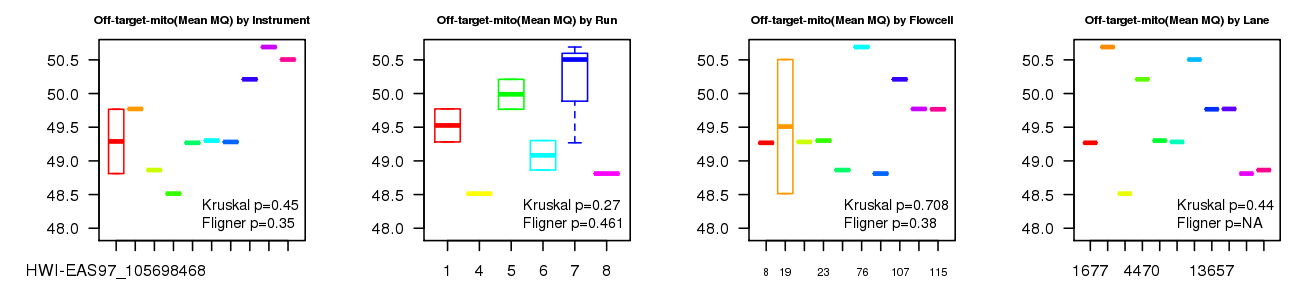 Off-target-mito(Mean MQ) by Instrument
50.5
50.0
49.5
49.0
48.5
48.0
Kruskal p=0.45
Fligner p=0.35
HWI-EAS97_105698468
Off-target-mito(Mean MQ) by Run
50.5
50.0
49.5
49.0
48.5
48.0
Kruskal p=0.27
Fligner p=0.461
1 4 5 6 7 8
Off-target-mito(Mean MQ) by Flowcell
50.5
50.0
49.5
49.0
48.5
48.0
Kruskal p=0.708
Fligner p=0.38
8 19 23 76 107 115
Off-target-mito(Mean MQ) by Lane
50.5
50.0
49.5
49.0
48.5
48.0
Kruskal p=0.44
Fligner p=NA
1677 4470 13657